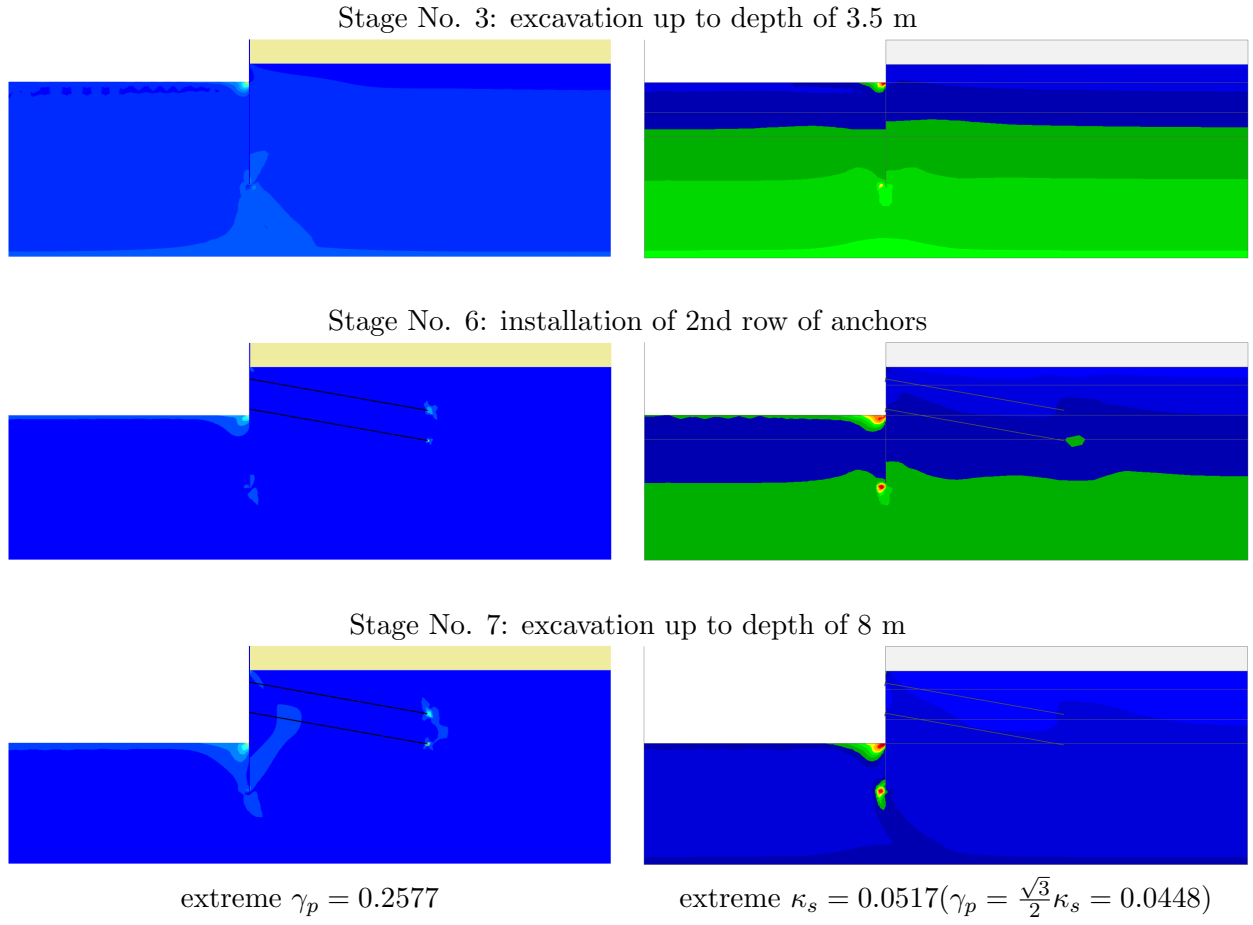 Stage No. 3: excavation up to depth of 3.5 m
Stage No. 6: installation of 2nd row of anchors
Stage No. 7: excavation up to depth of 8 m
extreme γ_p = 0.2577
extreme κ_s = 0.0517(γ_p = \frac{\sqrt{3}}{2}κ_s = 0.0448)